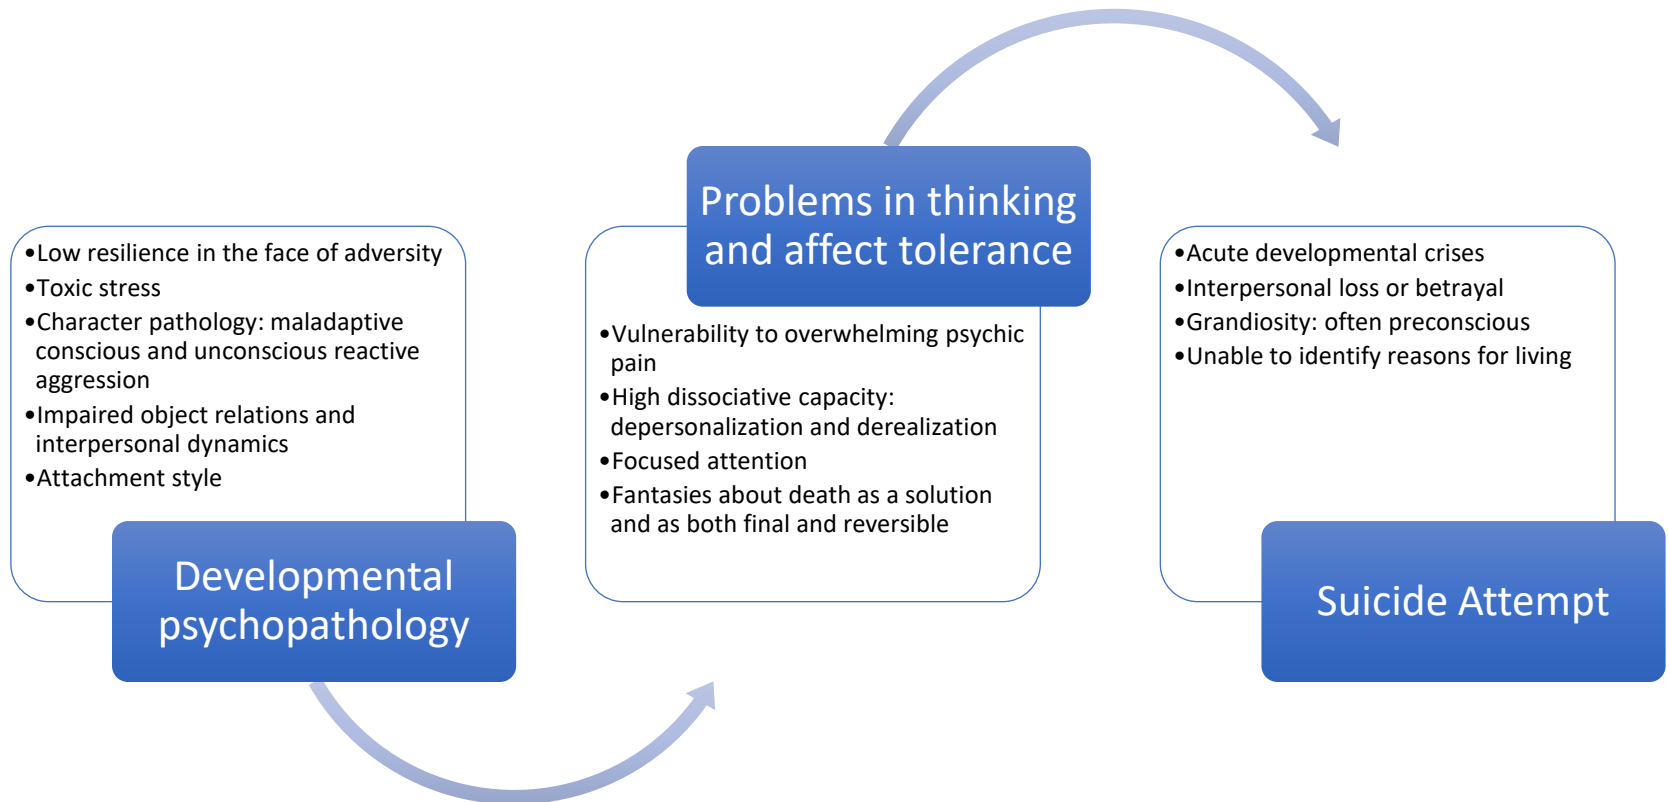 •Low resilience in the face of adversity
•Toxic stress
•Character pathology: maladaptive
conscious and unconscious reactive
aggression
•Impaired object relations and
interpersonal dynamics
•Attachment style
Developmental
psychopathology
Problems in thinking
and affect tolerance
•Vulnerability to overwhelming psychic
pain
•High dissociative capacity:
depersonalization and derealization
•Focused attention
•Fantasies about death as a solution
and as both final and reversible
•Acute developmental crises
•Interpersonal loss or betrayal
•Grandiosity: often preconscious
•Unable to identify reasons for living
Suicide Attempt